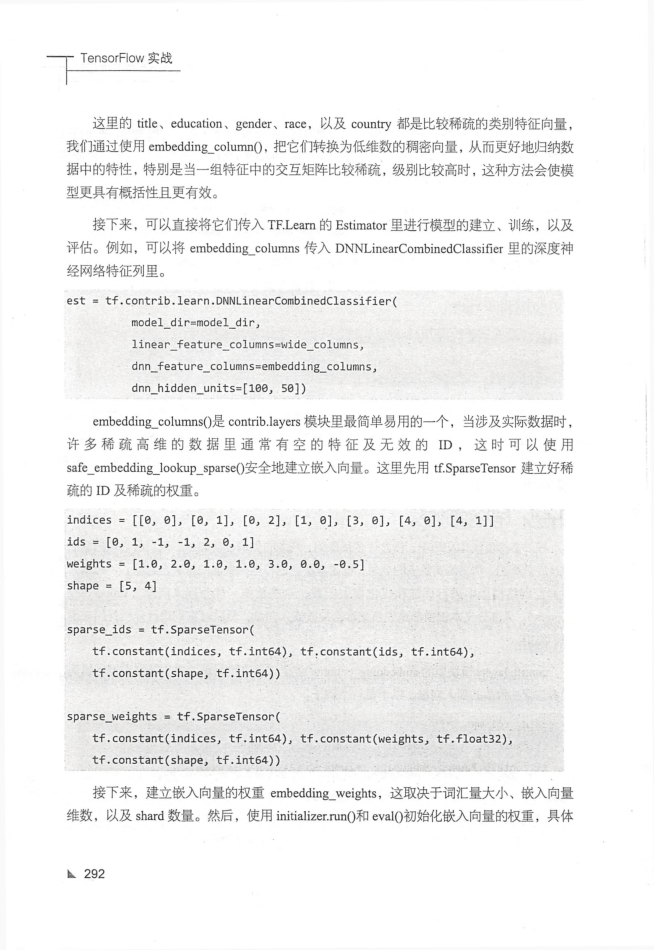 TensorFlow 实战
这里的 title、education、gender、race，以及 country 都是比较稀疏的类别特征向量，
我们通过使用 embedding_column()，把它们转换为低维数的稠密向量，从而更好地归纳数
据中的特性，特别是当一组特征中的交互矩阵比较稀疏，级别比较高时，这种方法会使模
型更具有概括性且更有效。
接下来，可以直接将它们传入 TF.Learn 的 Estimator 里进行模型的建立、训练，以及
评估。例如，可以将 embedding_columns 传入 DNNLinearCombinedClassifier 里的深度神
经网络特征列里。
est = tf.contrib.learn.DNNLinearCombinedClassifier(
model_dir=model_dir,
linear_feature_columns=wide_columns,
dnn_feature_columns=embedding_columns,
dnn_hidden_units=[100, 50])
embedding_columns()是 contrib.layers 模块里最简单易用的一个，当涉及实际数据时，
许多稀疏高维的数据里通常有空的特征及无效的 ID，这时可以使用
safe_embedding_lookup_sparse()安全地建立嵌入向量。这里先用 tf.SparseTensor 建立好稀
疏的 ID 及稀疏的权重。
indices = [[0, 0], [0, 1], [0, 2], [1, 0], [3, 0], [4, 0], [4, 1]]
ids = [0, 1, -1, -1, 2, 0, 1]
weights = [1.0, 2.0, 1.0, 1.0, 3.0, 0.0, -0.5]
shape = [5, 4]
sparse_ids = tf.SparseTensor(
tf.constant(indices, tf.int64), tf.constant(ids, tf.int64),
tf.constant(shape, tf.int64))
sparse_weights = tf.SparseTensor(
tf.constant(indices, tf.int64), tf.constant(weights, tf.float32),
tf.constant(shape, tf.int64))
接下来，建立嵌入向量的权重 embedding_weights，这取决于词汇量大小、嵌入向量
维数，以及 shard 数量。然后，使用 initializer.run()和 eval()初始化嵌入向量的权重，具体
292